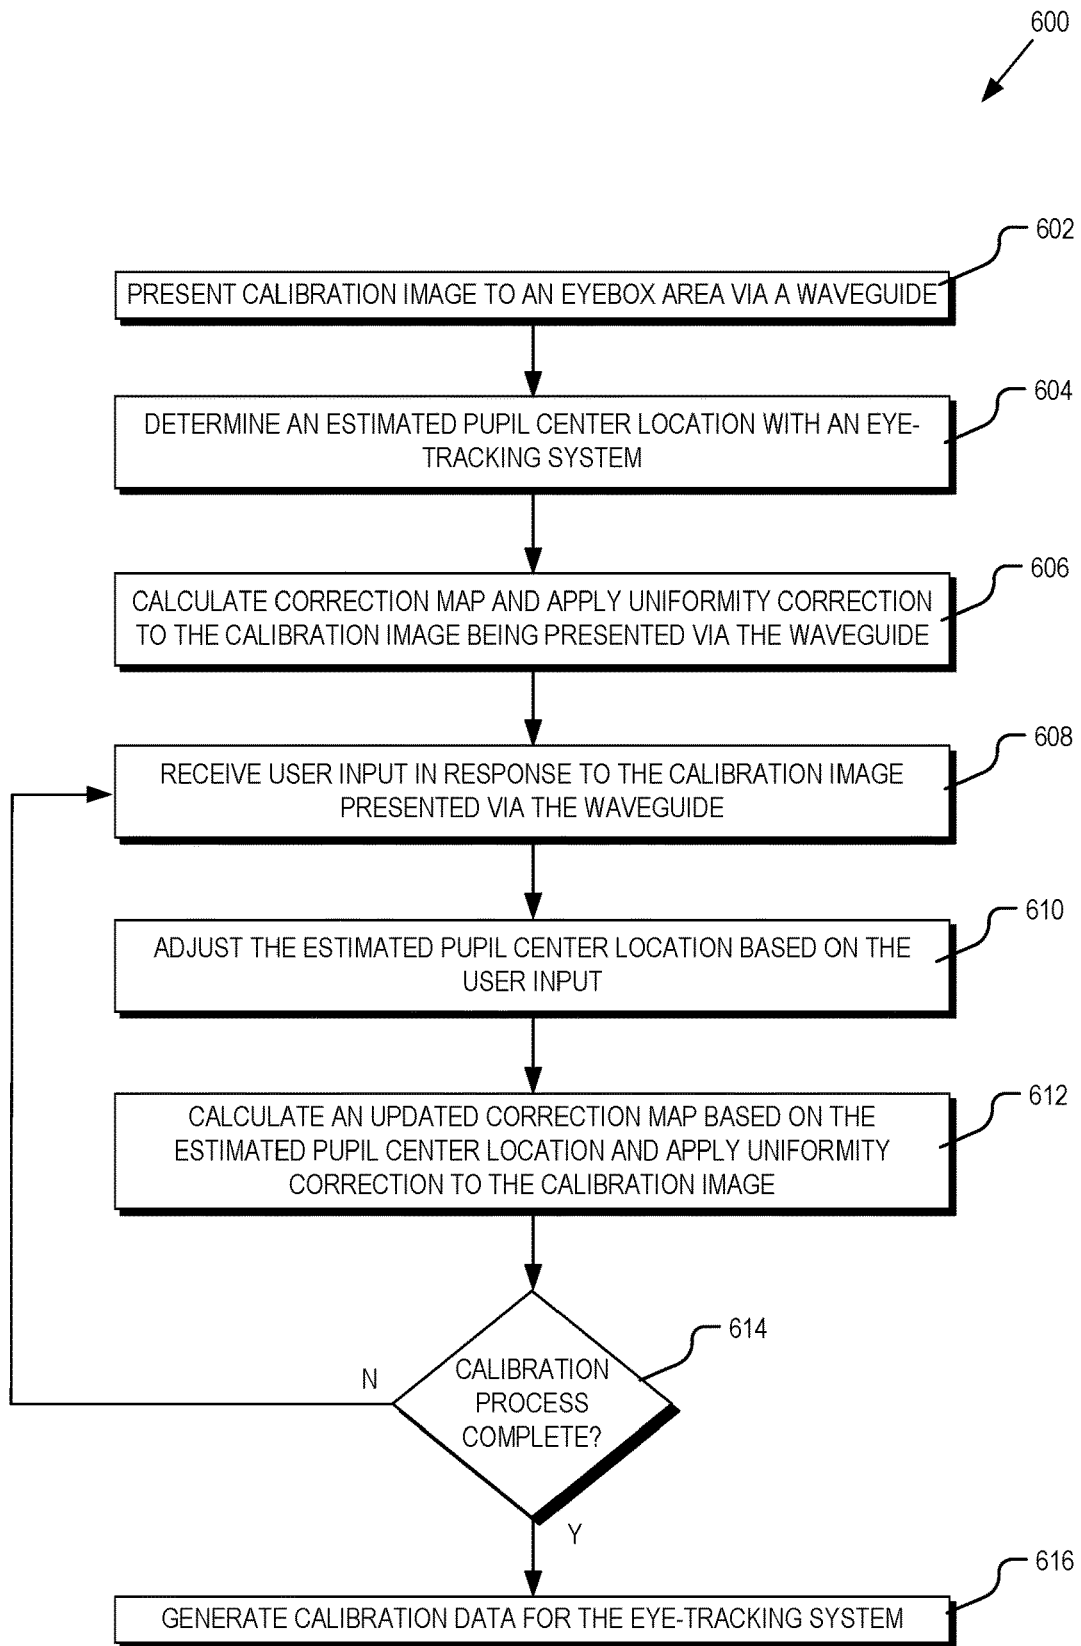 600
602
PRESENT CALIBRATION IMAGE TO AN EYEBOX AREA VIA A WAVEGUIDE
604
DETERMINE AN ESTIMATED PUPIL CENTER LOCATION WITH AN EYE-
TRACKING SYSTEM
606
CALCULATE CORRECTION MAP AND APPLY UNIFORMITY CORRECTION
TO THE CALIBRATION IMAGE BEING PRESENTED VIA THE WAVEGUIDE
608
RECEIVE USER INPUT IN RESPONSE TO THE CALIBRATION IMAGE
PRESENTED VIA THE WAVEGUIDE
610
ADJUST THE ESTIMATED PUPIL CENTER LOCATION BASED ON THE
USER INPUT
612
CALCULATE AN UPDATED CORRECTION MAP BASED ON THE
ESTIMATED PUPIL CENTER LOCATION AND APPLY UNIFORMITY
CORRECTION TO THE CALIBRATION IMAGE
614
N
CALIBRATION
PROCESS
COMPLETE?
Y
616
GENERATE CALIBRATION DATA FOR THE EYE-TRACKING SYSTEM